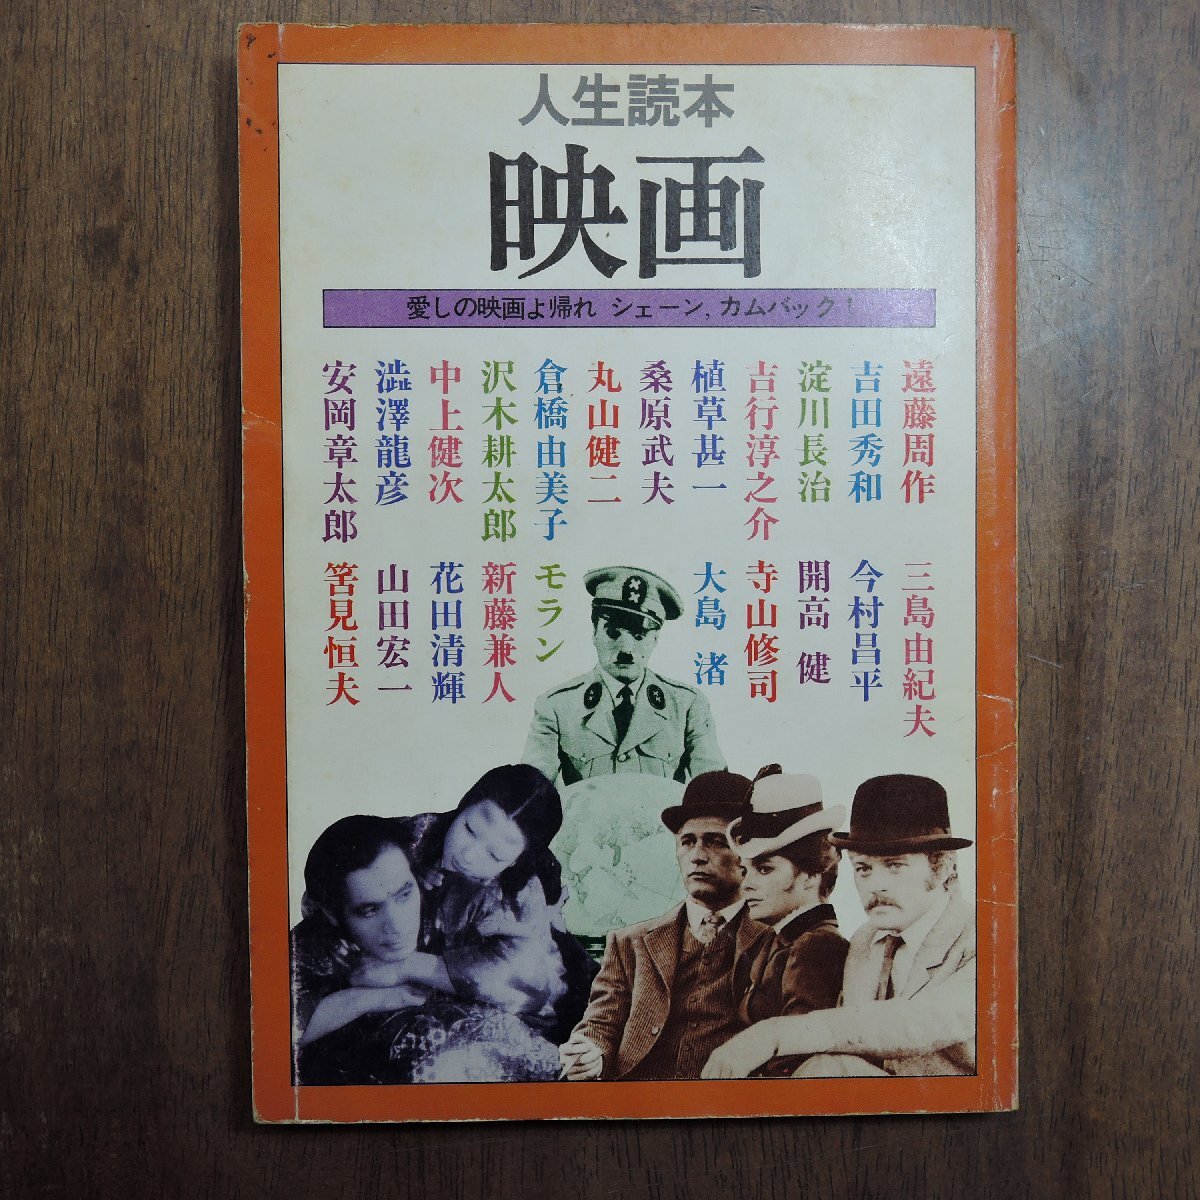 人生読本
映画
愛しの映画よ帰れ シェーン,カムバック!
遠藤周作
吉田秀和
淀川長治
吉行淳之介
植草甚一
桑原武夫
丸山健二
倉橋由美子
沢木耕太郎
中上健次
澁澤龍彦
安岡章太郎
三島由紀夫
今村昌平
開高 健
寺山修司
大島 渚
モラン
新藤兼人
花田清輝
山田宏一
筈見恒夫